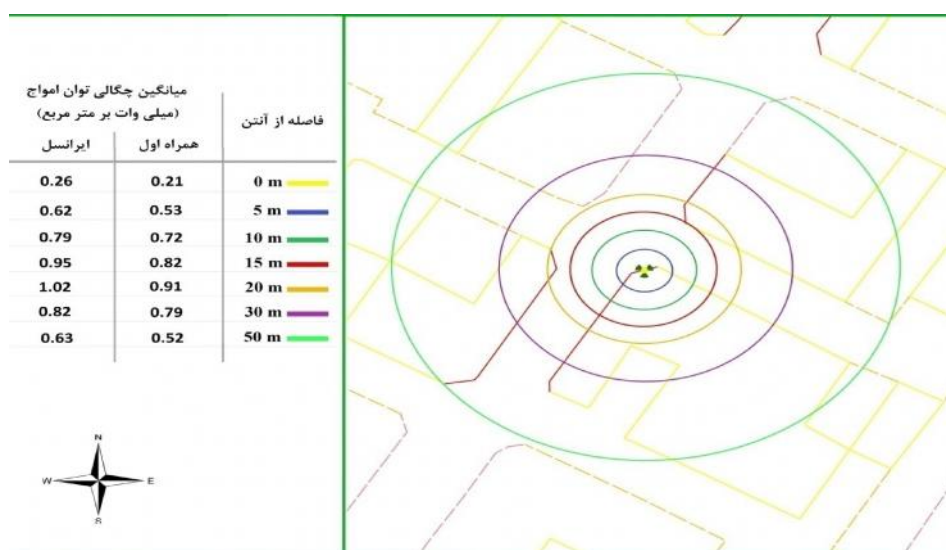 میانگین چگالی توان امواج
(میلی وات بر متر مربع)
فاصله از آنتن
همراه اول
ایرانسل
0 m 0.21 0.26
5 m 0.53 0.62
10 m 0.72 0.79
15 m 0.82 0.95
20 m 0.91 1.02
30 m 0.79 0.82
50 m 0.52 0.63
N
W E
S